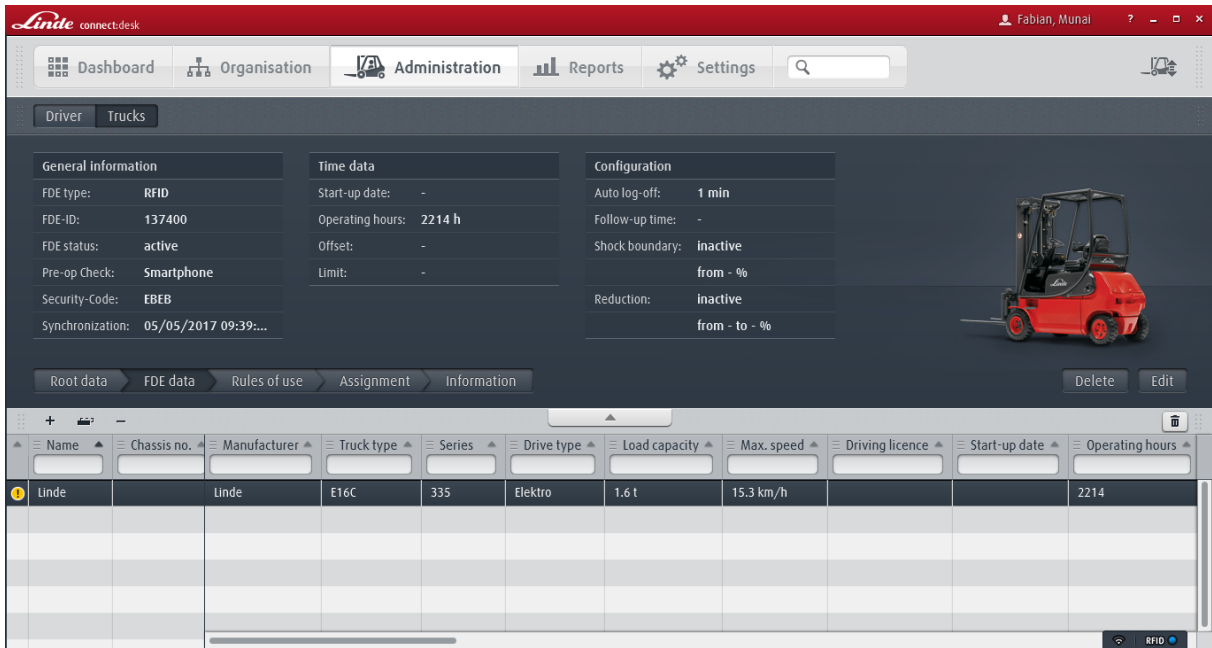 Linde connect:desk
Fabian, Munai ?
Dashboard Organisation Administration Reports Settings
Driver Trucks
General information
FDE type: RFID
FDE-ID: 137400
FDE status: active
Pre-op Check: Smartphone
Security-Code: EBEB
Synchronization: 05/05/2017 09:39:...
Time data
Start-up date: -
Operating hours: 2214 h
Offset: -
Limit: -
Configuration
Auto log-off: 1 min
Follow-up time: -
Shock boundary: inactive
from - %
Reduction: inactive
from - to - %
Linde
Root data FDE data Rules of use Assignment Information Delete Edit
Name Chassis no. Manufacturer Truck type Series Drive type Load capacity Max. speed Driving licence Start-up date Operating hours
Linde Linde E16C 335 Elektro 1.6 t 15.3 km/h 2214
RFID